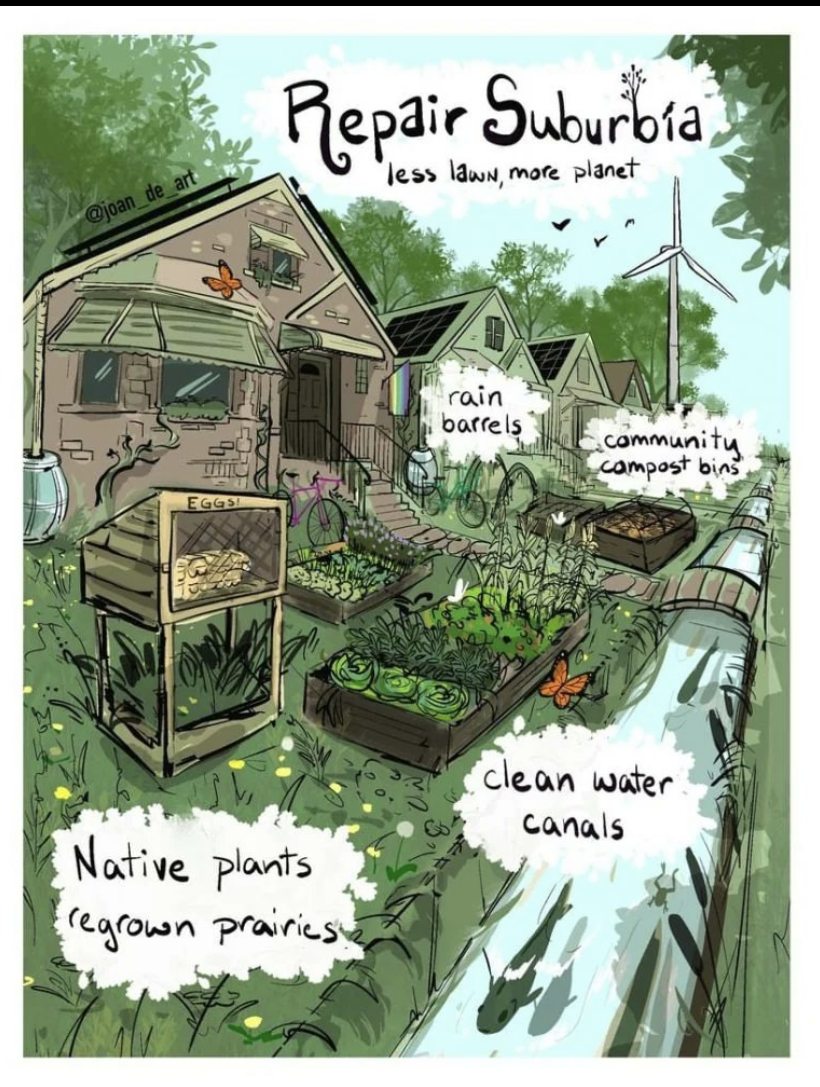 Repair Suburbia
less lawn, more planet
@joan_de_art
rain
barrels
community
compost bins
EGGS!
clean water
canals
Native plants
regrown prairies